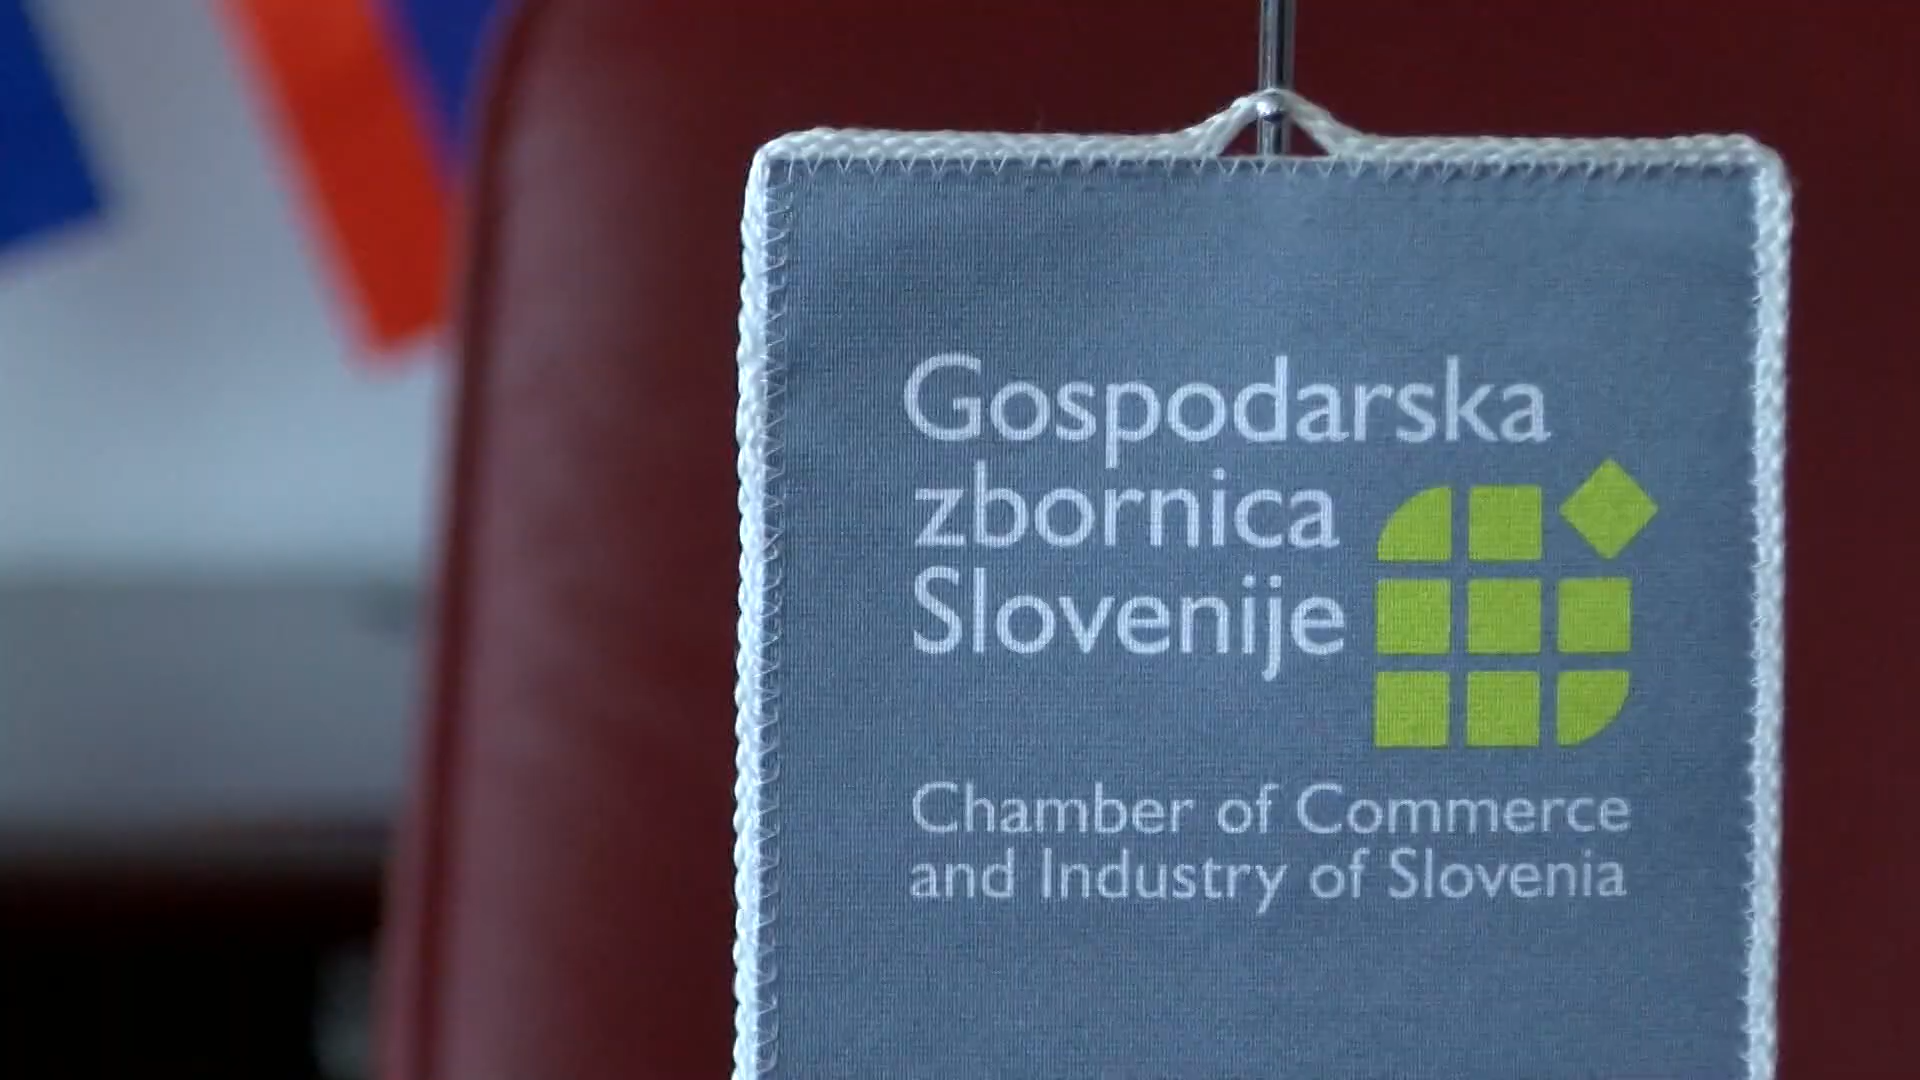 Gospodarska
zbornica
Slovenije
Chamber of Commerce
and Industry of Slovenia